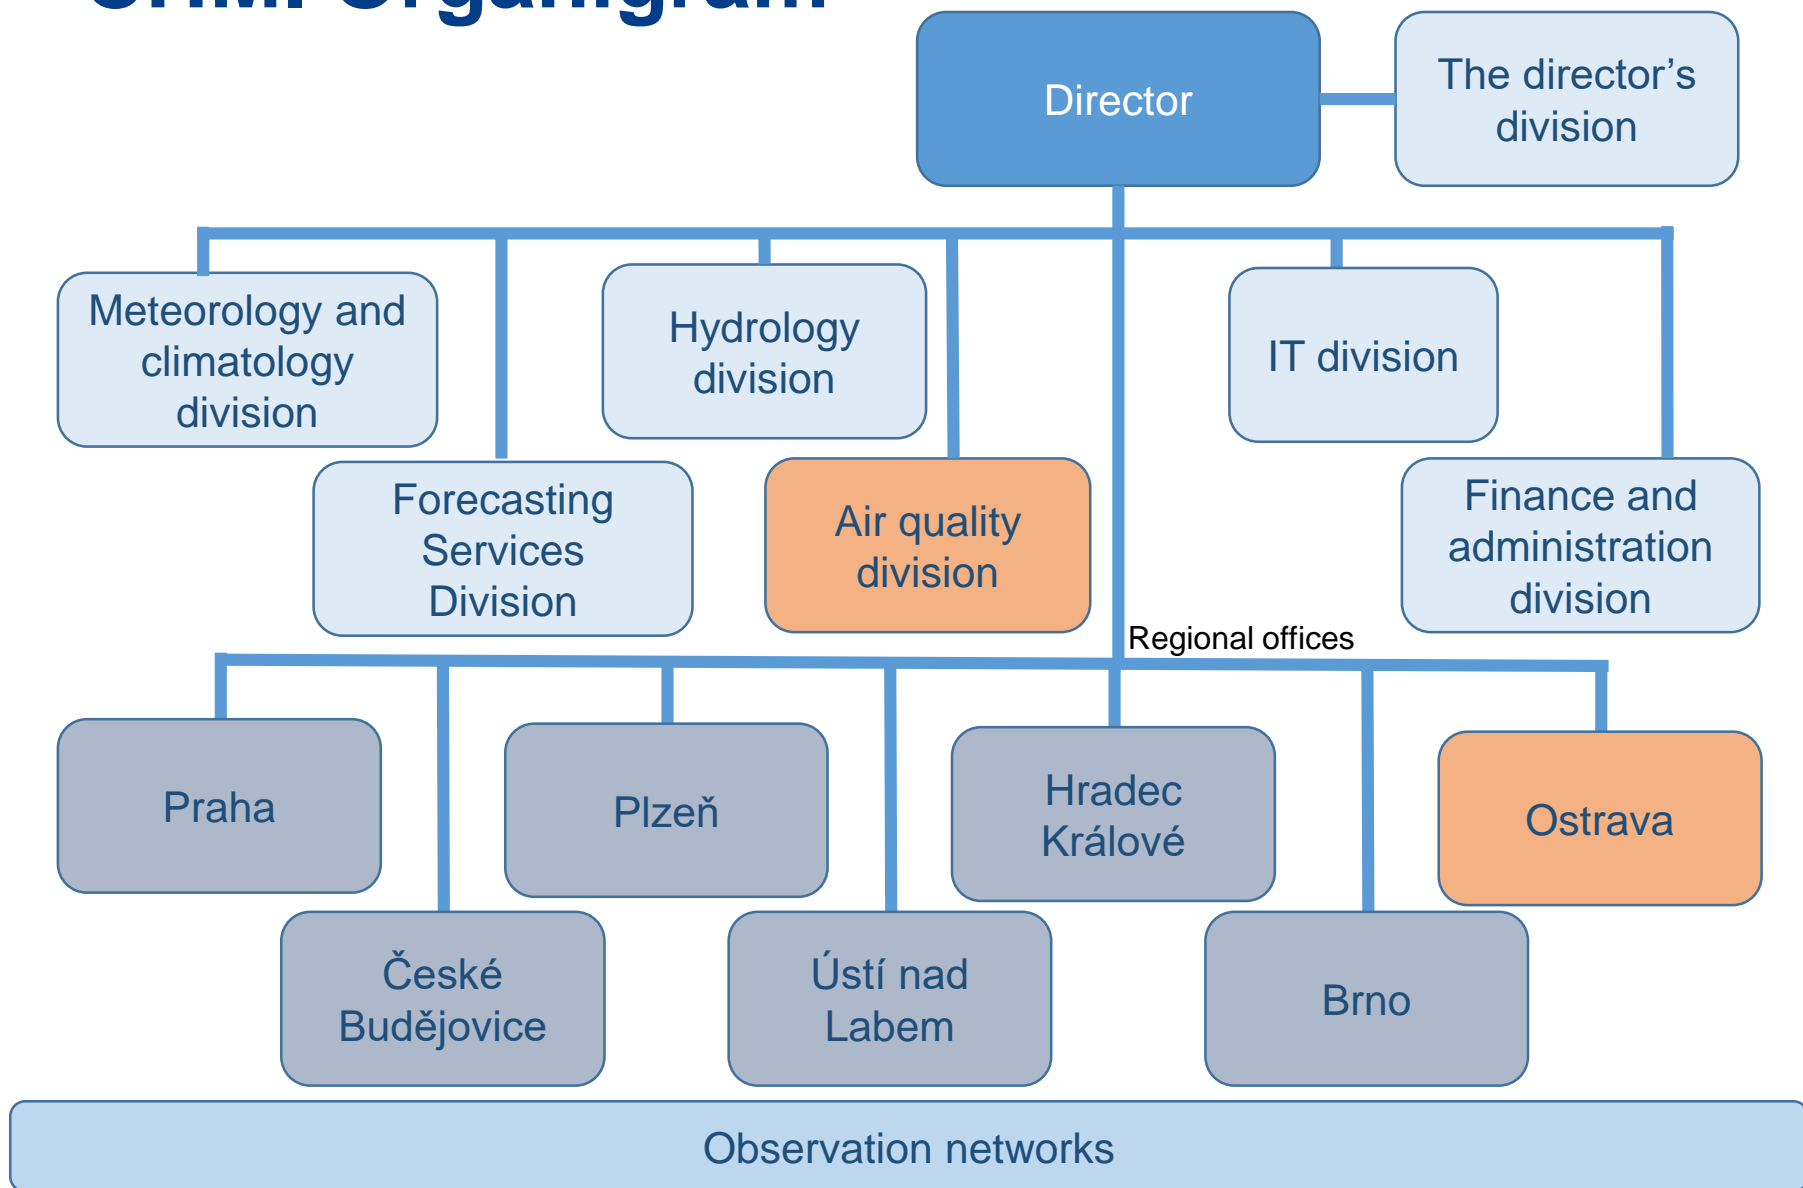 Organigram
Director
The director’s
division
Meteorology and
climatology
division
Hydrology
division
IT division
Forecasting
Services
Division
Air quality
division
Finance and
administration
division
Regional offices
Praha
Plzeň
Hradec
Králové
Ostrava
České
Budějovice
Ústí nad
Labem
Brno
Observation networks